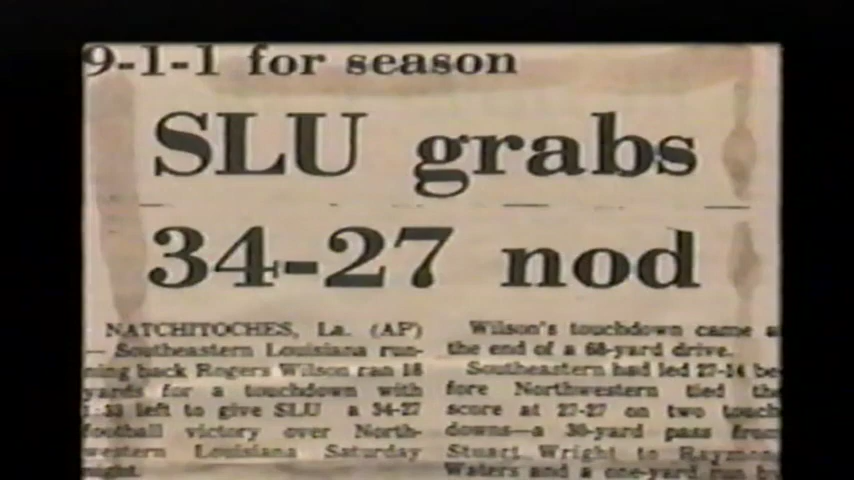 9-1-1 for season
SLU grabs
34-27 nod
NATCHITOCHES, La. (AP)
— Southeastern Louisiana run-
ning back Rogers Wilson ran 18
yards for a touchdown with
left to give SLU a 34-27
football victory over North-
western Louisiana Saturday
night.
Wilson's touchdown came a
the end of a 68-yard drive.
Southeastern had led 27-14 be
fore Northwestern tied the
score at 27-27 on two touch
downs—a 30-yard pass from
Stuart Wright to Raymon
Waters and a one-yard run by